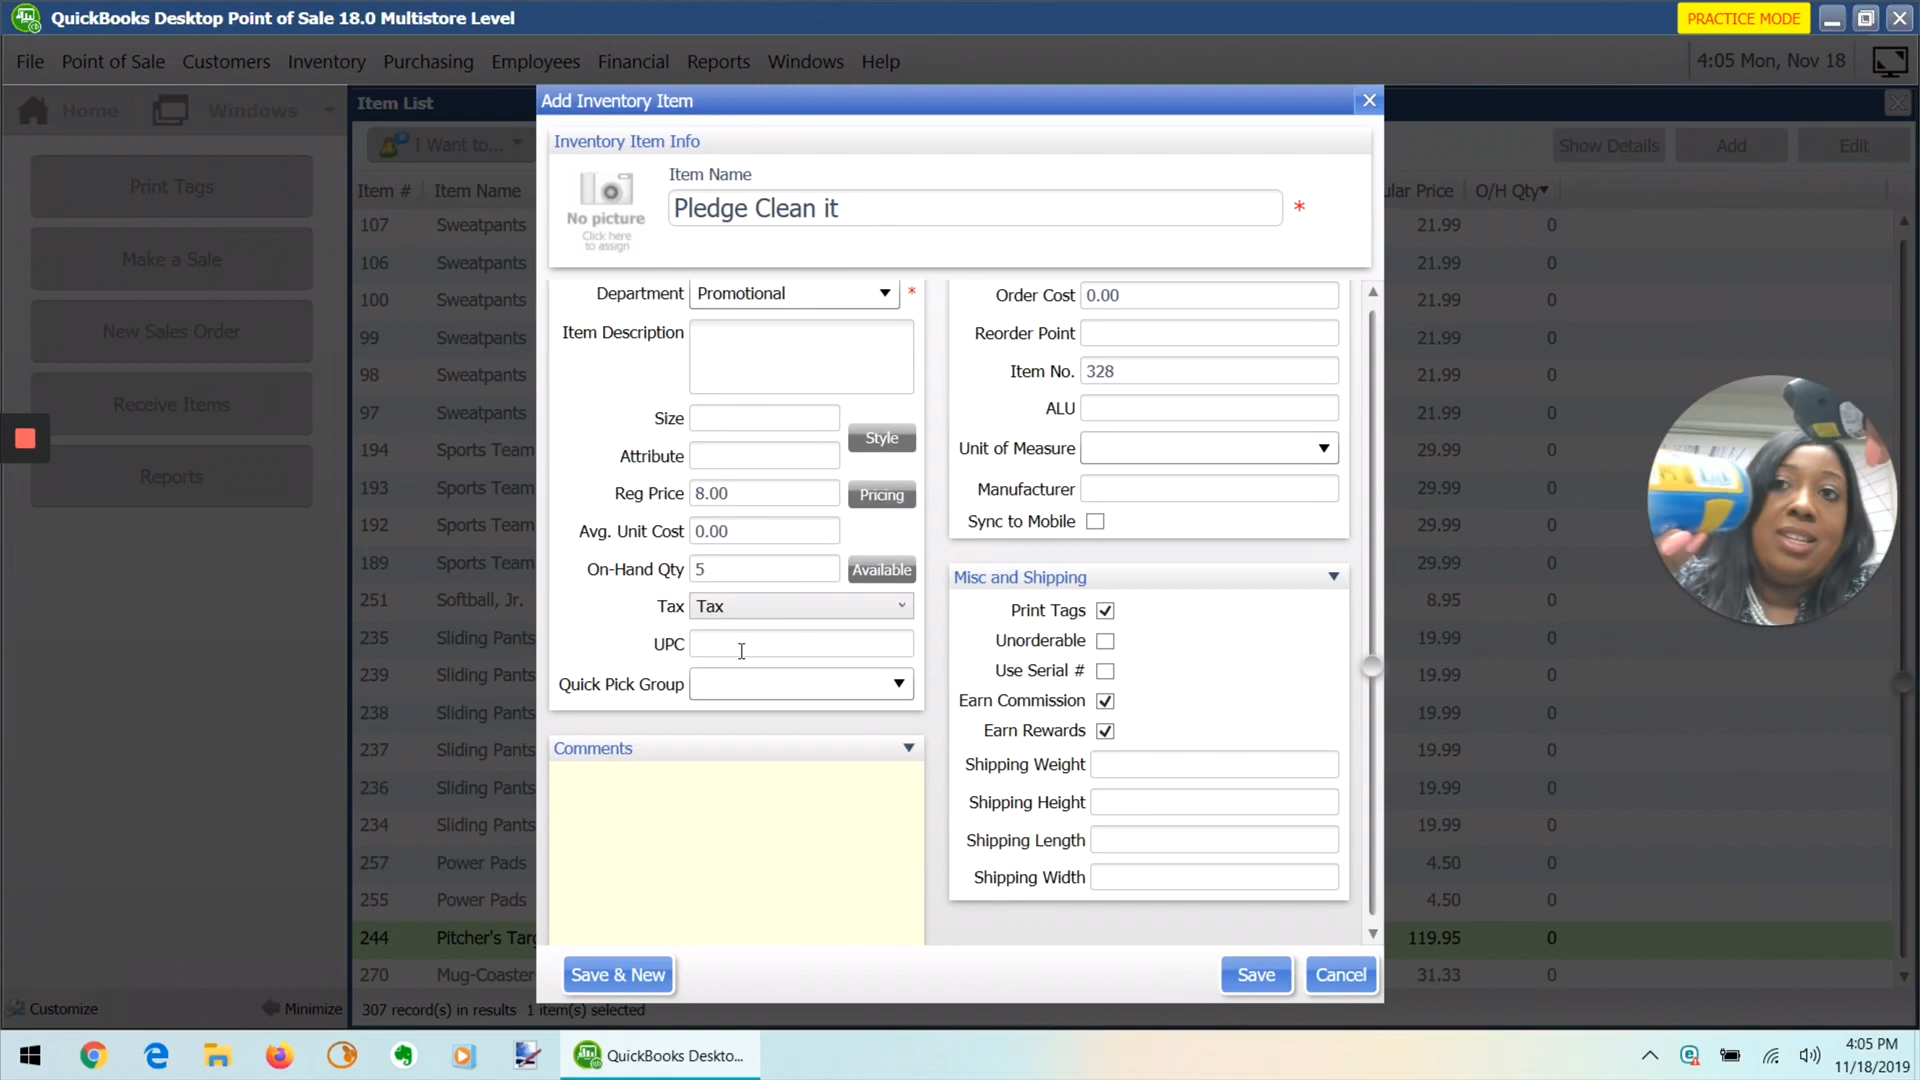 QuickBooks Desktop Point of Sale 18.0 Multistore Level
PRACTICE MODE
File Point of Sale Customers Inventory Purchasing Employees Financial Reports Windows Help
4:05 Mon, Nov 18
Home
Windows
Print Tags
Make a Sale
New Sales Order
Receive Items
Reports
Customize
Minimize
Item List
I Want to...
Show Details
Add
Edit
Item # Item Name
ular Price O/H Qty
107 Sweatpants 21.99 0
106 Sweatpants 21.99 0
100 Sweatpants 21.99 0
99 Sweatpants 21.99 0
98 Sweatpants 21.99 0
97 Sweatpants 21.99 0
194 Sports Team 29.99 0
193 Sports Team 29.99 0
192 Sports Team 29.99 0
189 Sports Team 29.99 0
251 Softball, Jr. 8.95 0
235 Sliding Pants 19.99 0
239 Sliding Pants 19.99 0
238 Sliding Pants 19.99 0
237 Sliding Pants 19.99 0
236 Sliding Pants 19.99 0
234 Sliding Pants 19.99 0
257 Power Pads 4.50 0
255 Power Pads 4.50 0
244 Pitcher's Targ 119.95 0
270 Mug-Coaster 31.33 0
307 record(s) in results 1 item(s) selected
Add Inventory Item
Inventory Item Info
No picture
Click here
to assign
Item Name
Pledge Clean it *
Department Promotional *
Item Description
Size
Style
Attribute
Reg Price 8.00 Pricing
Avg. Unit Cost 0.00
On-Hand Qty 5 Available
Tax Tax
UPC
Quick Pick Group
Comments
Order Cost 0.00
Reorder Point
Item No. 328
ALU
Unit of Measure
Manufacturer
Sync to Mobile
Misc and Shipping
Print Tags
Unorderable
Use Serial #
Earn Commission
Earn Rewards
Shipping Weight
Shipping Height
Shipping Length
Shipping Width
Save & New
Save
Cancel
QuickBooks Deskto...
4:05 PM
11/18/2019